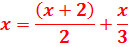 x = (x + 2)/2 + x/3